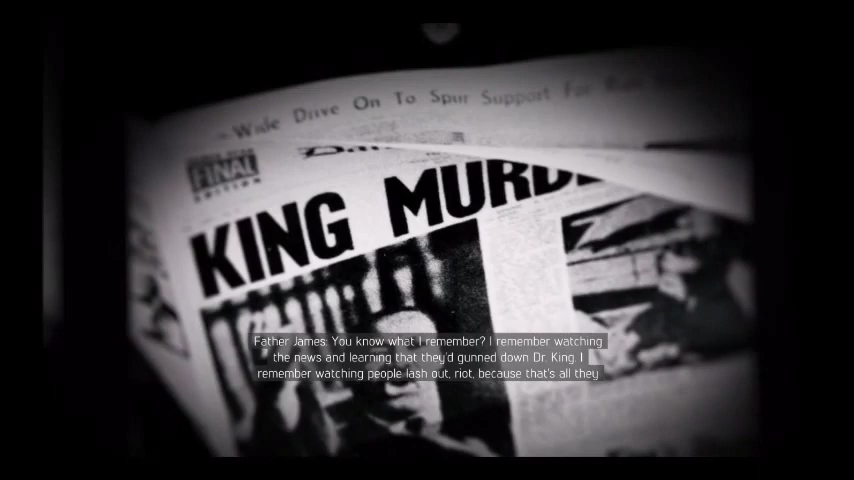 Wide Drive On To Spur Support For
FINAL
EDITION
KING MURD
Father James: You know what I remember? I remember watching
the news and learning that they'd gunned down Dr. King. I
remember watching people lash out, riot, because that's all they